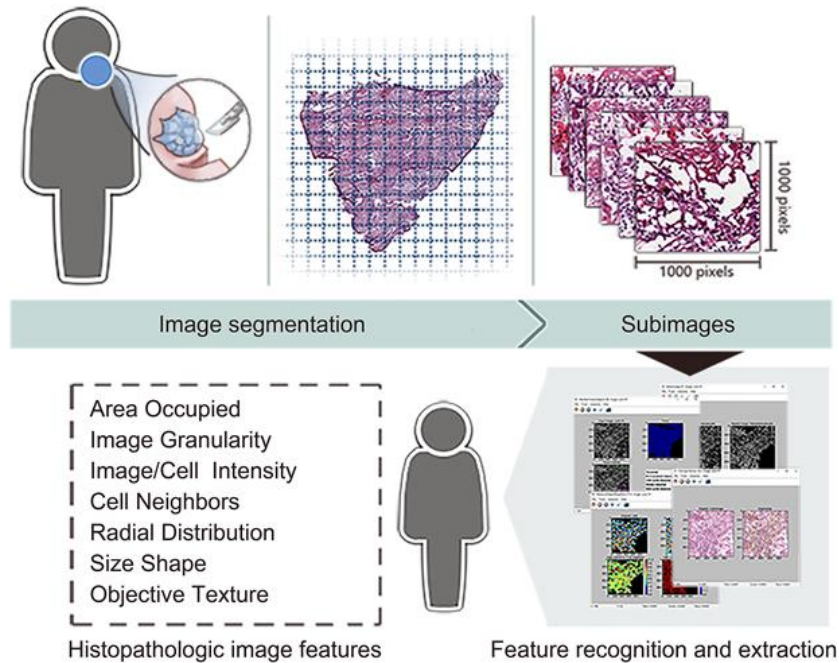 1000 pixels
1000 pixels
Image segmentation
Subimages
Area Occupied
Image Granularity
Image/Cell Intensity
Cell Neighbors
Radial Distribution
Size Shape
Objective Texture
Histopathologic image features
Feature recognition and extraction